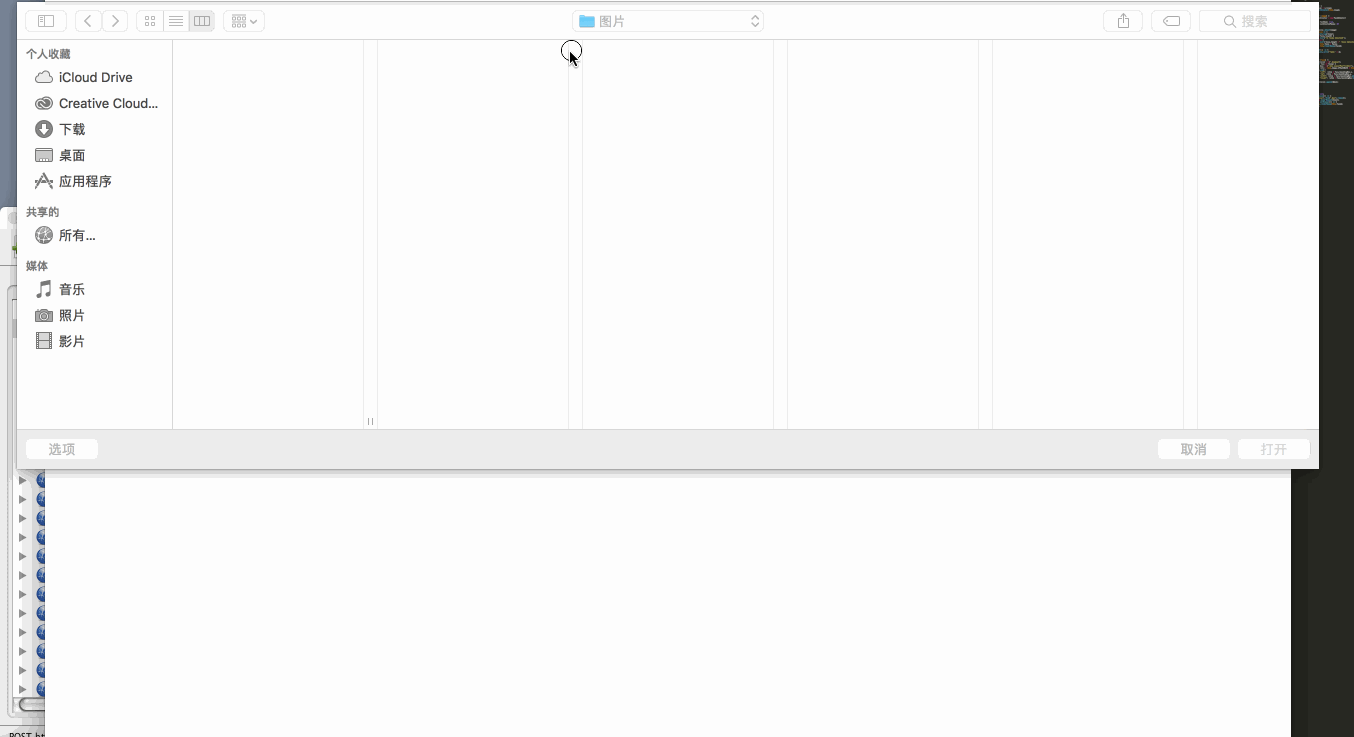 图片
搜索
个人收藏
iCloud Drive
Creative Cloud...
下载
桌面
应用程序
共享的
所有...
媒体
音乐
照片
影片
选项
取消
打开